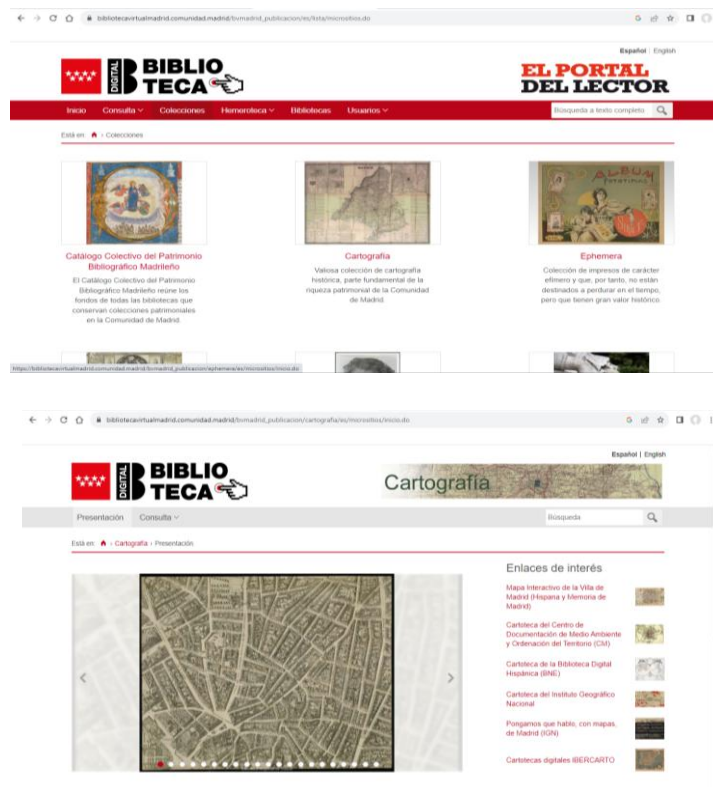 bibliotecavirtualmadrid.comunidad.madrid/bvmadrid_publicacion/es/lista/micrositios.do
Español | English
DIGITAL
BIBLIO
TECA
EL PORTAL
DEL LECTOR
Inicio Consulta Colecciones Hemeroteca Bibliotecas Usuarios Búsqueda a texto completo
Está en: › Colecciones
ALBUM
Catálogo Colectivo del Patrimonio
Bibliográfico Madrileño
El Catálogo Colectivo del Patrimonio
Bibliográfico Madrileño reúne los
fondos de todas las bibliotecas que
conservan colecciones patrimoniales
en la Comunidad de Madrid.
Cartografía
Valiosa colección de cartografía
histórica, parte fundamental de la
riqueza patrimonial de la Comunidad
de Madrid.
Ephemera
Colección de impresos de carácter
efímero y que, por tanto, no están
destinados a perdurar en el tiempo,
pero que tienen gran valor histórico.
https://bibliotecavirtualmadrid.comunidad.madrid/bvmadrid_publicacion/ephemera/es/micrositios/inicio.do
bibliotecavirtualmadrid.comunidad.madrid/bvmadrid_publicacion/cartografia/es/micrositios/inicio.do
Español | English
DIGITAL
BIBLIO
TECA
Cartografía
Presentación Consulta Búsqueda
Está en: › Cartografía › Presentación
Enlaces de interés
Mapa Interactivo de la Villa de
Madrid (Hispana y Memoria de
Madrid)
Cartoteca del Centro de
Documentación de Medio Ambiente
y Ordenación del Territorio (CM)
Cartoteca de la Biblioteca Digital
Hispánica (BNE)
Cartoteca del Instituto Geográfico
Nacional
Pongamos que hablo, con mapas,
de Madrid (IGN)
Cartotecas digitales IBERCARTO